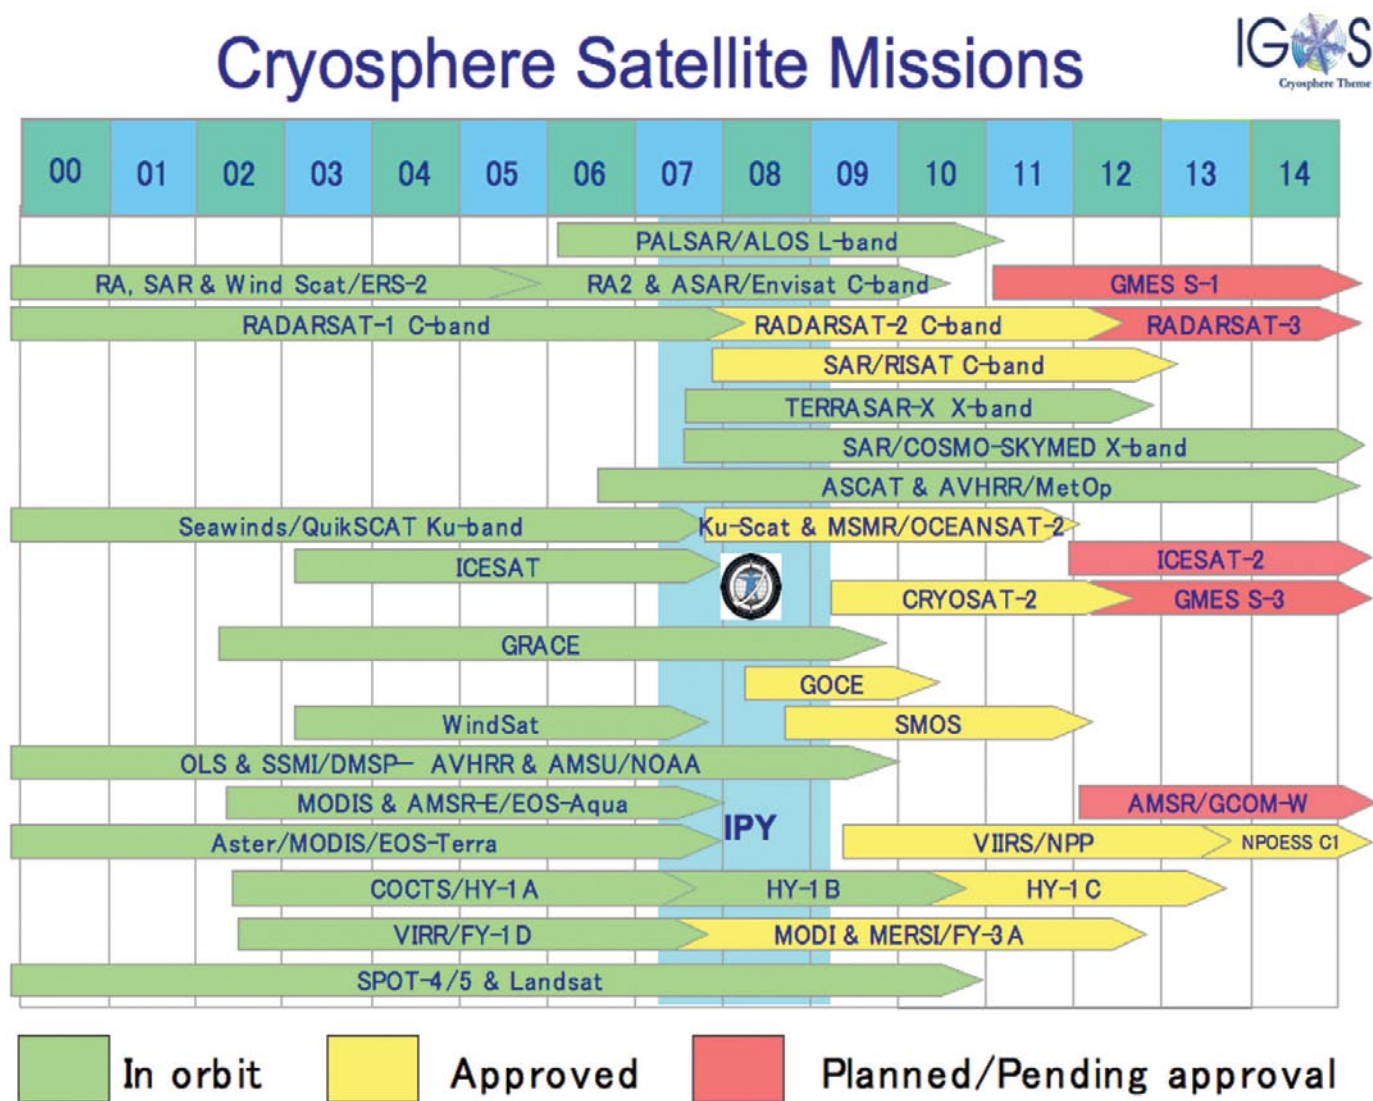 Cryosphere Satellite Missions
IGOS
Cryosphere Theme
00 01 02 03 04 05 06 07 08 09 10 11 12 13 14
PALSAR/ALOS L-band
RA, SAR & Wind Scat/ERS-2 RA2 & ASAR/Envisat C-band GMES S-1
RADARSAT-1 C-band RADARSAT-2 C-band RADARSAT-3
SAR/RISAT C-band
TERRASAR-X X-band
SAR/COSMO-SKYMED X-band
ASCAT & AVHRR/MetOp
Seawinds/QuikSCAT Ku-band Ku-Scat & MSMR/OCEANSAT-2
ICESAT ICESAT-2
CRYOSAT-2 GMES S-3
GRACE
GOCE
WindSat SMOS
OLS & SSMI/DMSP- AVHRR & AMSU/NOAA
MODIS & AMSR-E/EOS-Aqua AMSR/GCOM-W
IPY
Aster/MODIS/EOS-Terra VIIRS/NPP NPOESS C1
COCTS/HY-1A HY-1B HY-1C
VIRR/FY-1D MODI & MERSI/FY-3A
SPOT-4/5 & Landsat
In orbit Approved Planned/Pending approval